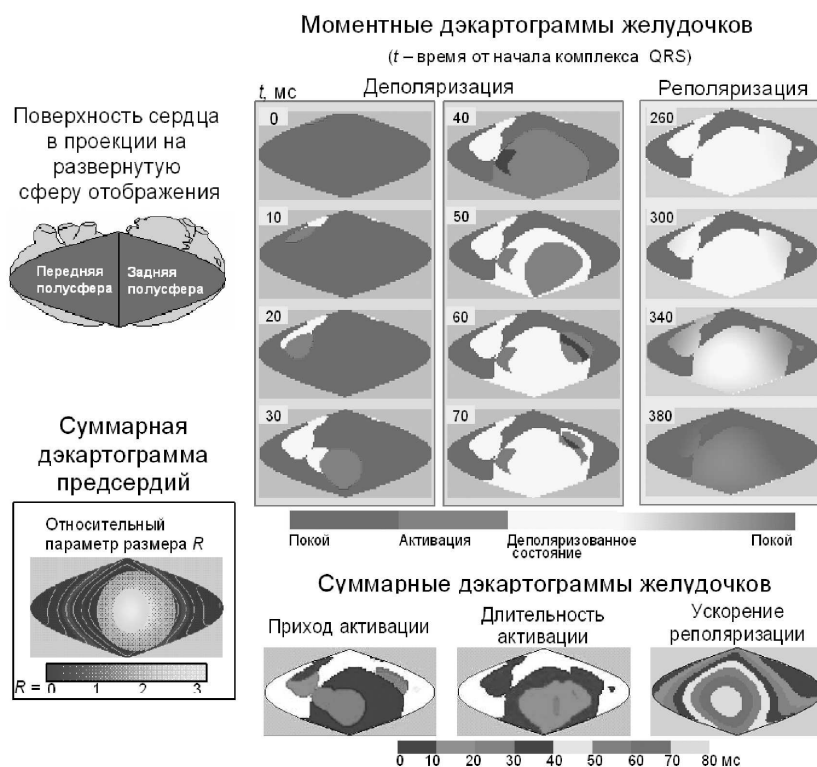 Моментные дэкартограммы желудочков
(t – время от начала комплекса QRS)
t, мс
Деполяризация
Реполяризация
0
40
260
10
50
300
20
60
340
30
70
380
Покой
Активация
Деполяризованное
состояние
Покой
Поверхность сердца
в проекции на
развернутую
сферу отображения
Передняя
полусфера
Задняя
полусфера
Суммарная
дэкартограмма
предсердий
Относительный
параметр размера R
R = 0 1 2 3
Суммарные дэкартограммы желудочков
Приход активации
Длительность
активации
Ускорение
реполяризации
0 10 20 30 40 50 60 70 80 мс